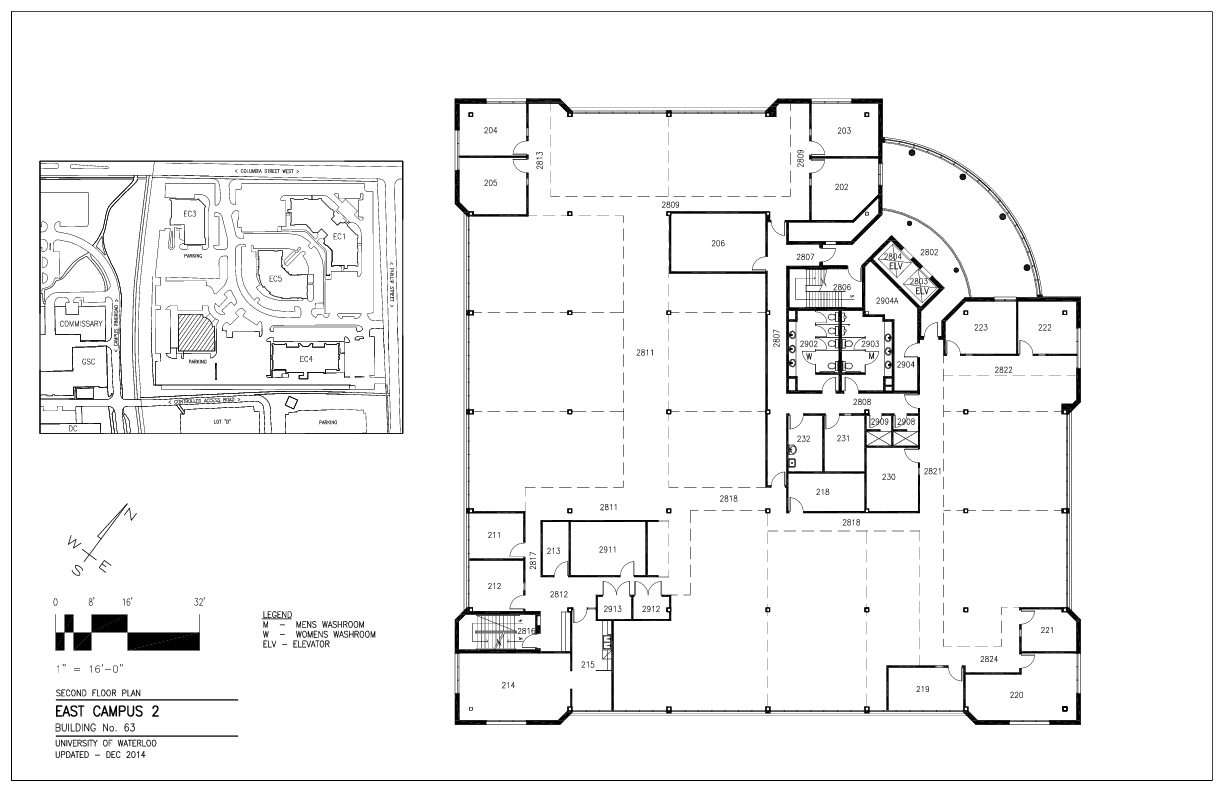 < COLUMBIA STREET WEST >
EC3
EC1
PARKING
EC5
< PHILLIP STREET >
COMMISSARY
< CAMPUS RAILROAD >
GSC
PARKING
EC4
< CONTROLLED ACCESS ROAD >
LOT "B"
PARKING
DC
N
W
S
E
0 8' 16' 32'
1" = 16'-0"
LEGEND
M – MENS WASHROOM
W – WOMENS WASHROOM
ELV – ELEVATOR
SECOND FLOOR PLAN
EAST CAMPUS 2
BUILDING No. 63
UNIVERSITY OF WATERLOO
UPDATED – DEC 2014
204
203
2813
2809
205
202
2809
206
2807
2802
2804
ELV
2803
ELV
2806
2904A
223
222
2807
2811
2902
W
2903
M
2904
2822
2808
2909
2908
232
231
2821
230
218
2818
2811
2818
211
213
2911
2817
212
2812
2913
2912
2816
221
215
2824
214
219
220